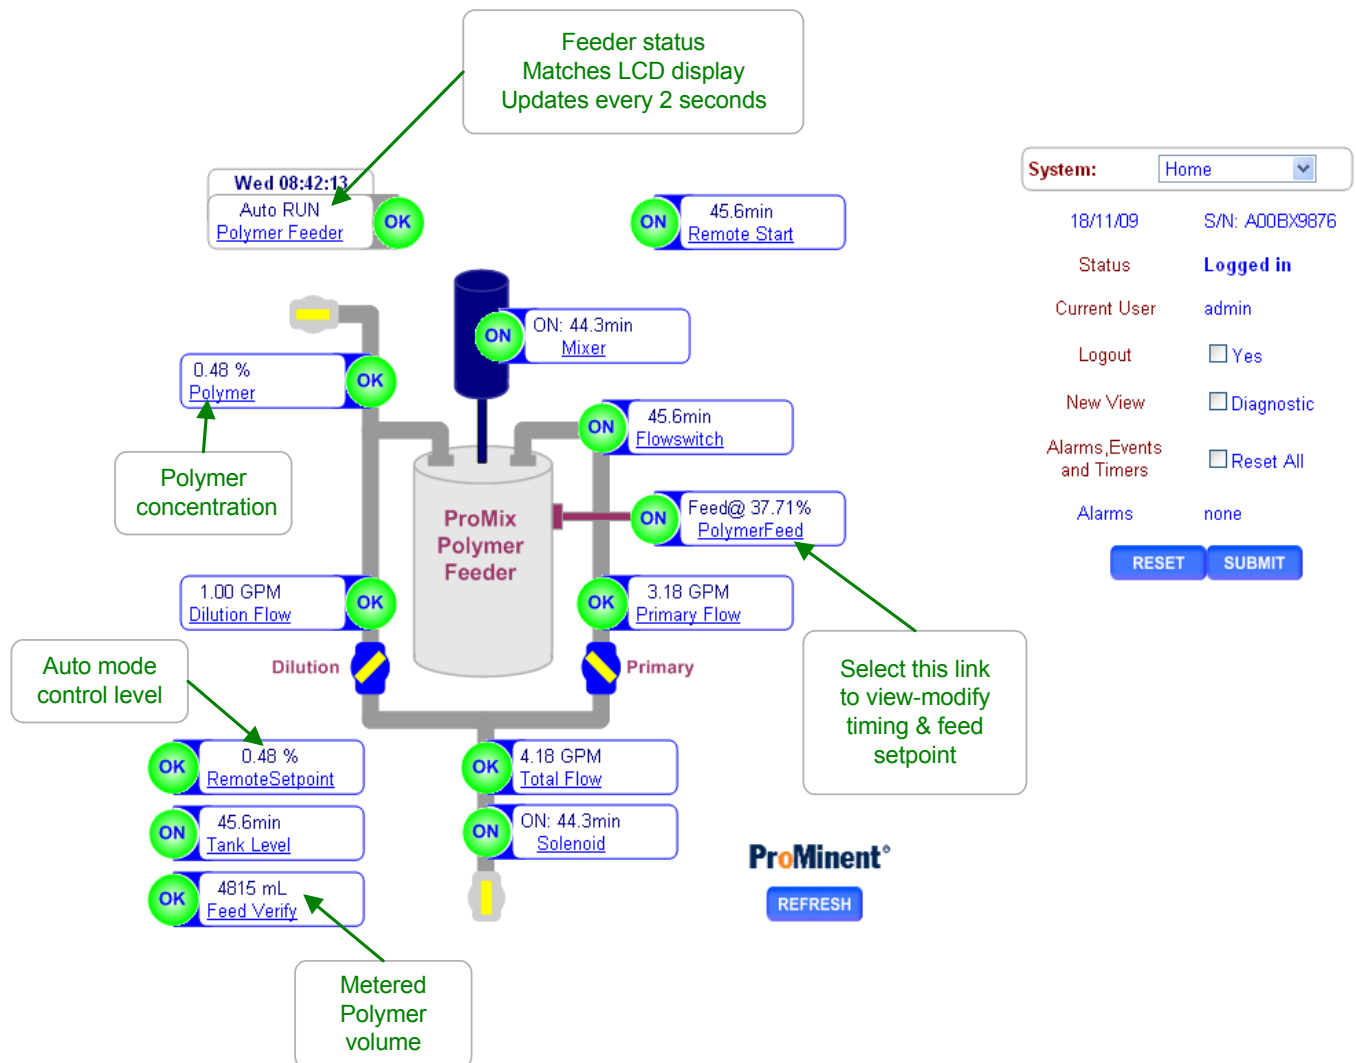 Feeder status
Matches LCD display
Updates every 2 seconds
System:
Home
Wed 08:42:13
Auto RUN
Polymer Feeder
OK
ON
45.6min
Remote Start
18/11/09
S/N: A00BX9876
Status
Logged in
Current User
admin
Logout
Yes
New View
Diagnostic
Alarms,Events
and Timers
Reset All
Alarms
none
RESET
SUBMIT
ON
ON: 44.3min
Mixer
0.48 %
Polymer
OK
ON
45.6min
Flowswitch
Polymer
concentration
ProMix
Polymer
Feeder
ON
Feed@ 37.71%
PolymerFeed
1.00 GPM
Dilution Flow
OK
OK
3.18 GPM
Primary Flow
Auto mode
control level
Dilution
Primary
Select this link
to view-modify
timing & feed
setpoint
OK
0.48 %
RemoteSetpoint
OK
4.18 GPM
Total Flow
ON
45.6min
Tank Level
ON
ON: 44.3min
Solenoid
OK
4815 mL
Feed Verify
ProMinent®
REFRESH
Metered
Polymer
volume